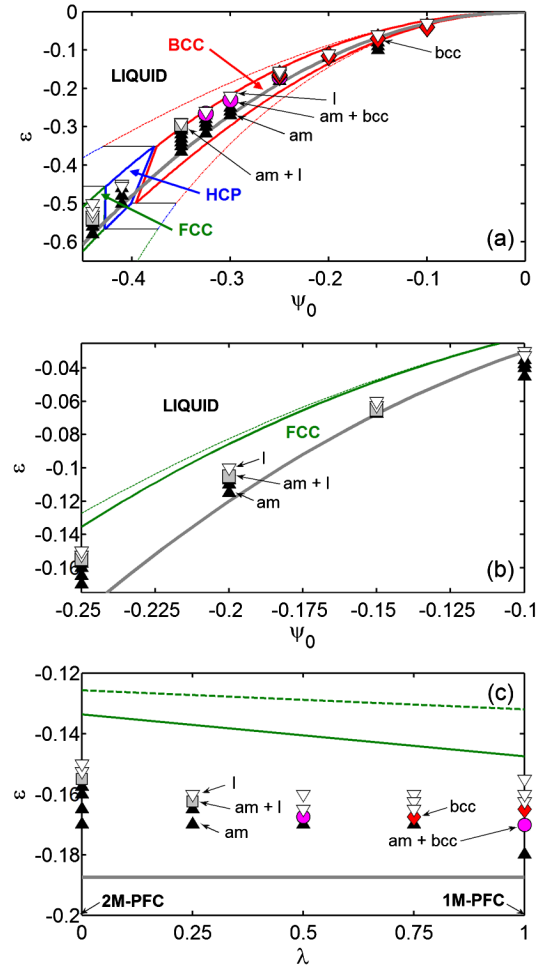 0
-0.1
-0.2
-0.3
-0.4
-0.5
-0.6
ε
LIQUID
BCC
bcc
l
am + bcc
am
am + l
HCP
FCC
(a)
-0.4 -0.3 -0.2 -0.1 0
ψ0
-0.04
-0.06
-0.08
-0.1
-0.12
-0.14
-0.16
ε
LIQUID
FCC
l
am + l
am
(b)
-0.25 -0.225 -0.2 -0.175 -0.15 -0.125 -0.1
ψ0
-0.12
-0.14
-0.16
-0.18
-0.2
ε
(c)
l
am + l
am
bcc
am + bcc
2M-PFC 1M-PFC
0 0.25 0.5 0.75 1
λ